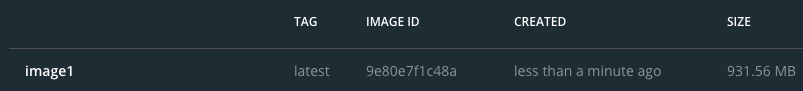 TAG IMAGE ID CREATED SIZE
image1 latest 9e80e7f1c48a less than a minute ago 931.56 MB